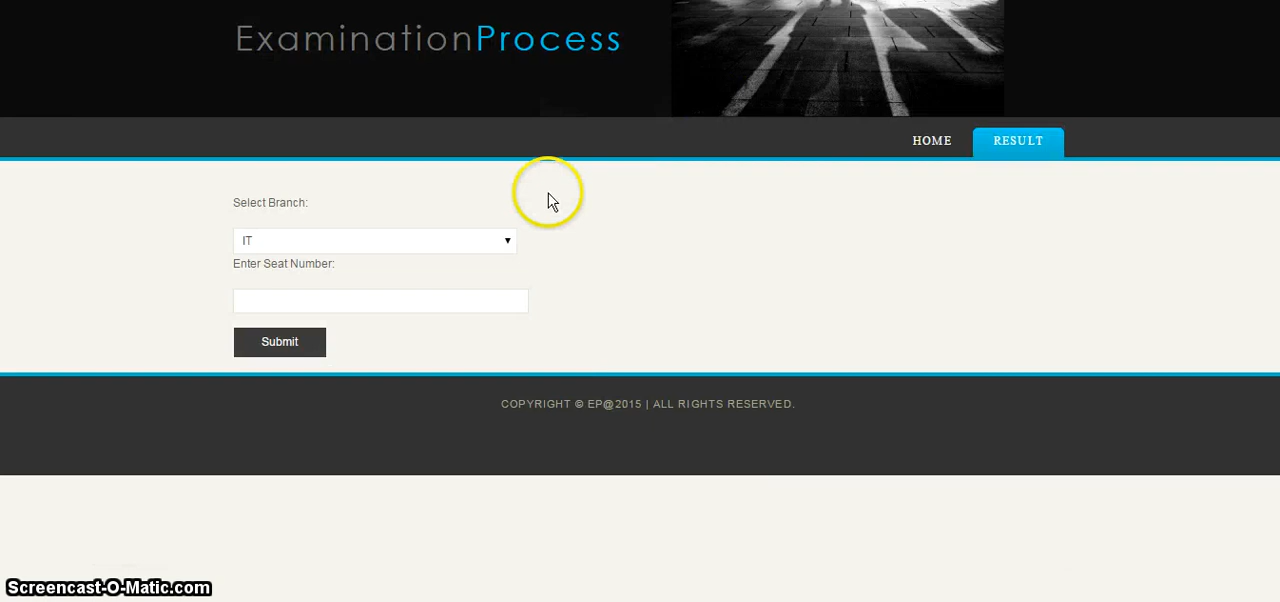 ExaminationProcess
HOME RESULT
Select Branch:
IT
Enter Seat Number:
Submit
COPYRIGHT © EP@2015 | ALL RIGHTS RESERVED.
Screencast-O-Matic.com